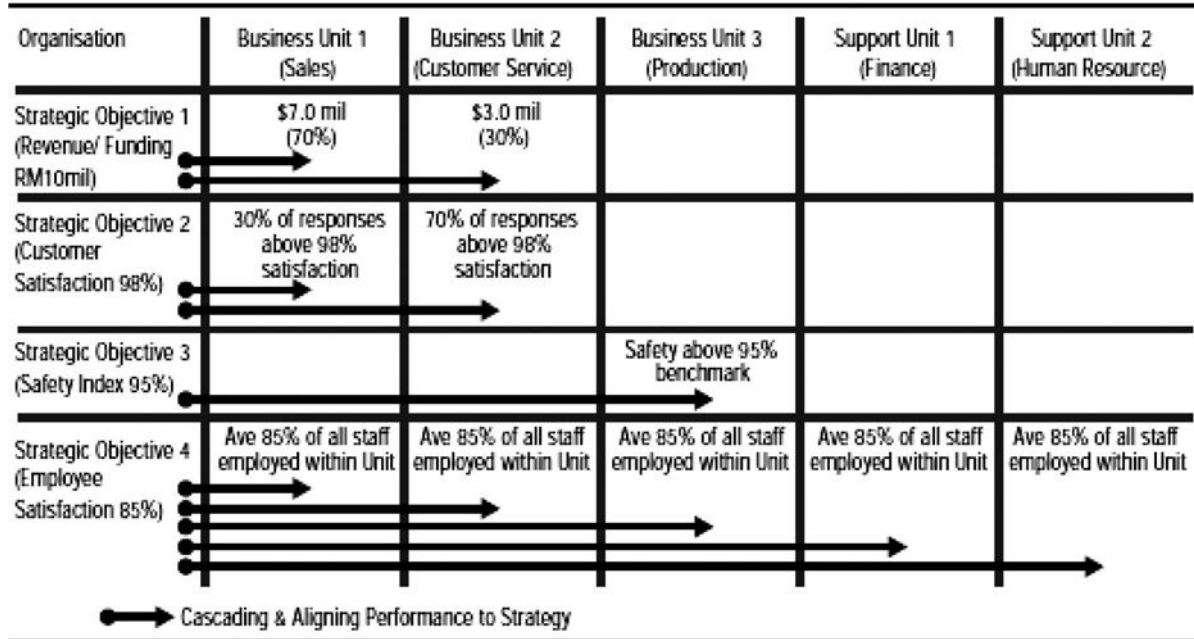 Organisation
Business Unit 1
(Sales)
Business Unit 2
(Customer Service)
Business Unit 3
(Production)
Support Unit 1
(Finance)
Support Unit 2
(Human Resource)
Strategic Objective 1
(Revenue/ Funding
RM10mil)
$7.0 mil
(70%)
$3.0 mil
(30%)
Strategic Objective 2
(Customer
Satisfaction 98%)
30% of responses
above 98%
satisfaction
70% of responses
above 98%
satisfaction
Strategic Objective 3
(Safety Index 95%)
Safety above 95%
benchmark
Strategic Objective 4
(Employee
Satisfaction 85%)
Ave 85% of all staff
employed within Unit
Ave 85% of all staff
employed within Unit
Ave 85% of all staff
employed within Unit
Ave 85% of all staff
employed within Unit
Ave 85% of all staff
employed within Unit
Cascading & Aligning Performance to Strategy